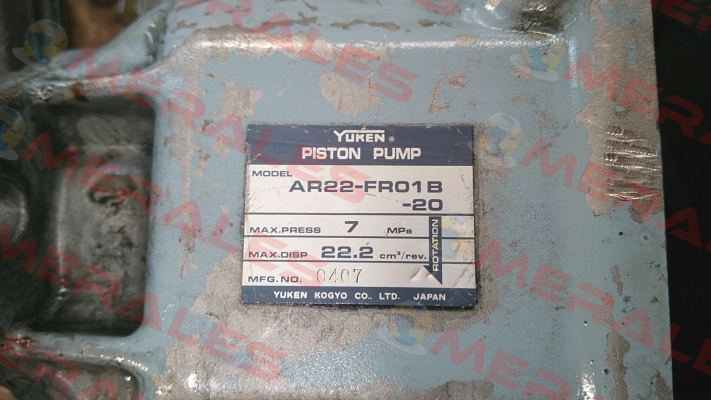 YUKEN®
PISTON PUMP
MODEL AR22-FR01B
-20
MAX.PRESS 7 MPa
MAX.DISP 22.2 cm³/rev.
ROTATION
MFG.NO. 0407
YUKEN KOGYO CO., LTD. JAPAN
MERALES
MERALES
MERALES
MERALES
MERALES
MERALES